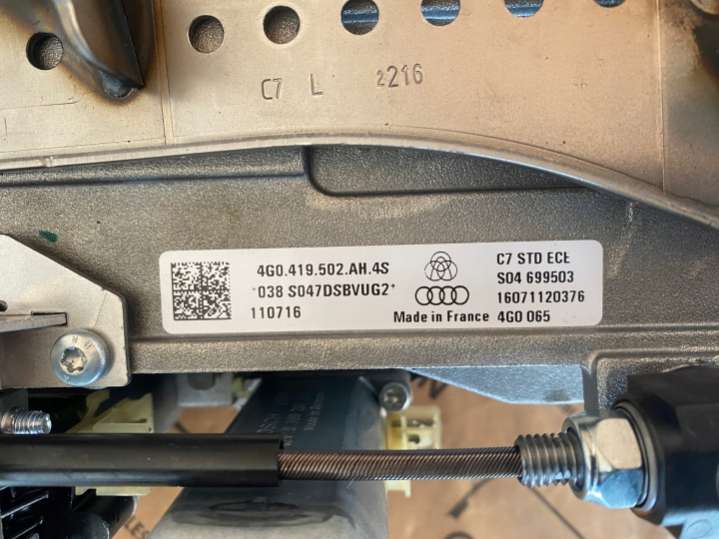 C7 L 2216
4G0.419.502.AH.4S
*038 S047DSBVUG2*
110716
Made in France
C7 STD ECE
S04 699503
16071120376
4G0 065